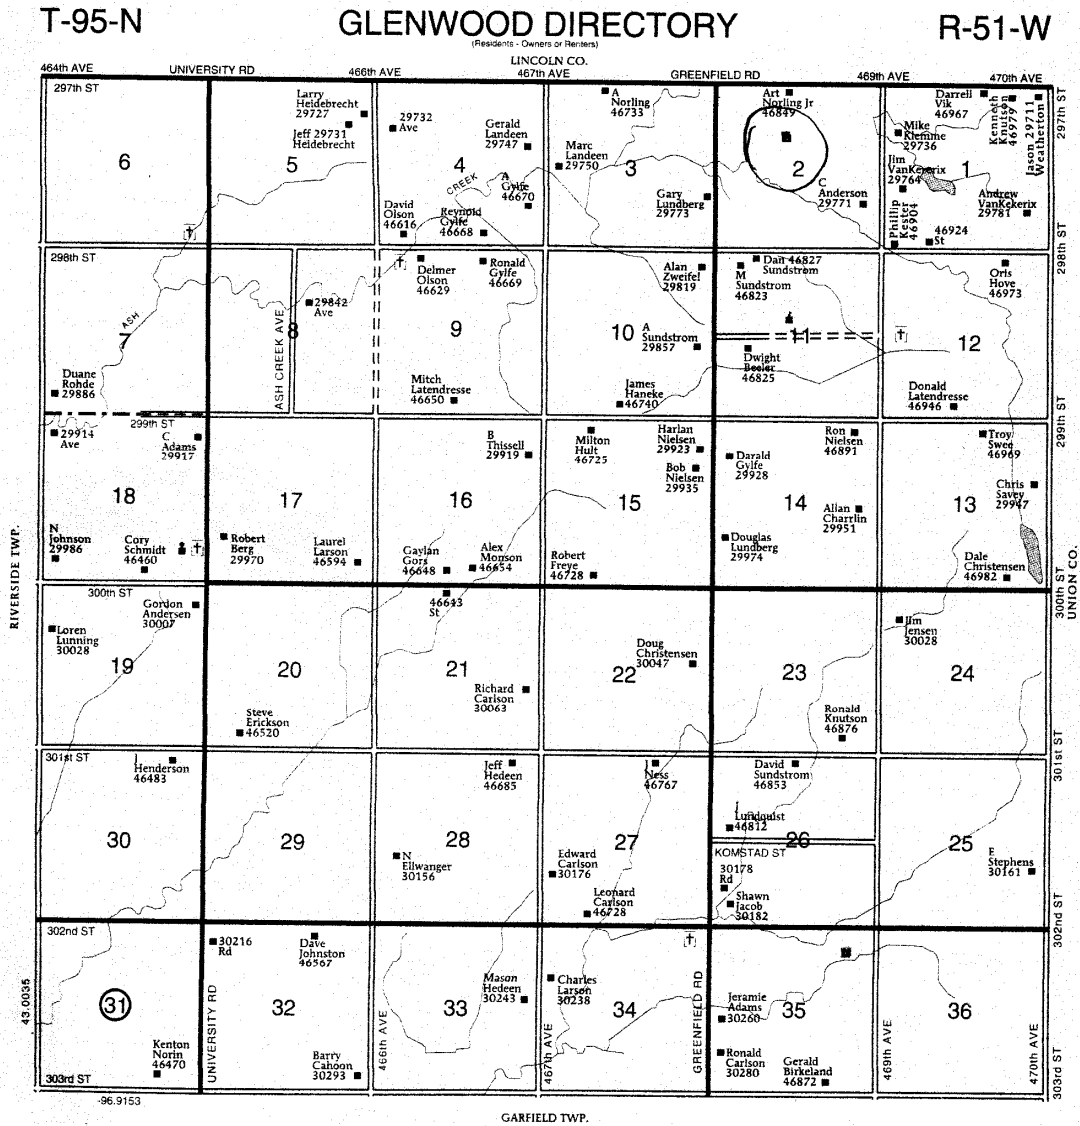 T-95-N
GLENWOOD DIRECTORY
R-51-W
(Residents - Owners or Renters)
LINCOLN CO.
464th AVE
UNIVERSITY RD
466th AVE
467th AVE
GREENFIELD RD
469th AVE
470th AVE
297th ST
297th ST
6
Larry
Heidebrecht
29727
Jeff 29731
Heidebrecht
5
29732
Ave
Gerald
Landeen
29747
4
CREEK
A
Gylfe
46670
David
Olson
46616
Reynold
Gylfe
46668
A
Norling
46733
Marc
Landeen
29750
3
Gary
Lundberg
29773
Art
Norling Jr
46849
2
C
Anderson
29771
Darrell
Vik
46967
Kenneth
Knutson
46979
Jason 29711
Weatherton
Mike
Klemme
29736
Jim
VanKekerix
29764
1
Andrew
VanKekerix
29781
Phillip
Kester
46904
46924
St
298th ST
298th ST
ASH
7
Duane
Rohde
29886
29842
Ave
8
ASH CREEK AVE
Delmer
Olson
46629
Ronald
Gylfe
46669
9
Mitch
Latendresse
46650
Alan
Zweifel
29819
10
A
Sundstrom
29857
James
Haneke
46740
Dan 46827
Sundstrom
M
Sundstrom
46823
11
Dwight
Beeler
46825
Oris
Hove
46973
12
Donald
Latendresse
46946
299th ST
299th ST
29914
Ave
C
Adams
29917
18
N
Johnson
29986
Cory
Schmidt
46460
17
Robert
Berg
29970
Laurel
Larson
46594
B
Thissell
29919
16
Gaylan
Gors
46648
Alex
Monson
46654
Milton
Hult
46725
Harlan
Nielsen
29923
Bob
Nielsen
29935
15
Robert
Freye
46728
Ron
Nielsen
46891
Darald
Gylfe
29928
14
Allan
Charrlin
29951
Douglas
Lundberg
29974
Troy
Swee
46969
Chris
Savey
29947
13
Dale
Christensen
46982
RIVERSIDE TWP.
UNION CO.
300th ST
300th ST
Gordon
Andersen
30007
Loren
Lunning
30028
19
20
Steve
Erickson
46520
46643
St
21
Richard
Carlson
30063
Doug
Christensen
30047
22
23
Ronald
Knutson
46876
Jim
Jensen
30028
24
301st ST
301st ST
J
Henderson
46483
30
29
Jeff
Hedeen
46685
28
N
Ellwanger
30156
J
Ness
46767
27
Edward
Carlson
30176
Leonard
Carlson
46728
David
Sundstrom
46853
J
Lundquist
46812
26
KOMSTAD ST
30178
Rd
Shawn
Jacob
30182
25
E
Stephens
30161
302nd ST
302nd ST
43.0035
31
Kenton
Norin
46470
30216
Rd
Dave
Johnston
46567
32
UNIVERSITY RD
Barry
Cahoon
30293
Mason
Hedeen
30243
33
466th AVE
Charles
Larson
30238
34
467th AVE
GREENFIELD RD
Jeramie
Adams
30260
35
Ronald
Carlson
30280
Gerald
Birkeland
46872
36
469th AVE
470th AVE
303rd ST
303rd ST
-96.9153
GARFIELD TWP.